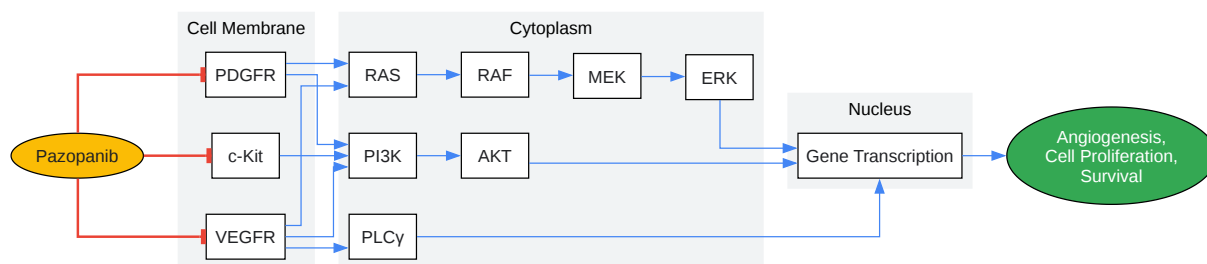 Cell Membrane
Cytoplasm
PDGFR
RAS
RAF
MEK
ERK
Nucleus
Pazopanib
c-Kit
PI3K
AKT
Gene Transcription
Angiogenesis,
Cell Proliferation,
Survival
VEGFR
PLCγ